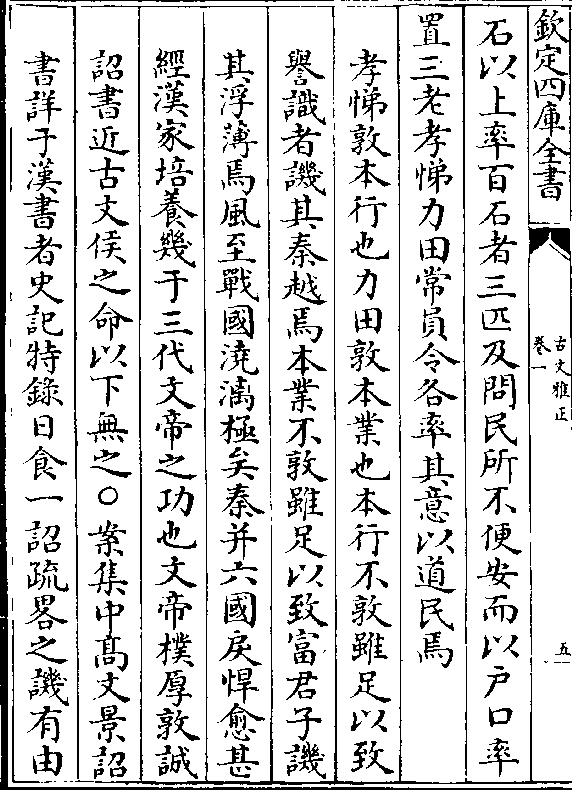 欽定四庫全書
古文雅正
卷一
五
石以上率百石者三匹及問民所不便安而以户口率
置三老孝悌力田常員令各率其意以道民焉
孝悌敦本行也力田敦本業也本行不敦雖足以致
譽識者譏其秦越焉本業不敦雖足以致富君子譏
其浮薄焉風至戰國澆漓極矣秦并六國戾悍愈甚
經漢家培養幾于三代文帝之功也文帝樸厚敦誠
詔書近古文侯之命以下無之○案集中髙文景詔
書詳于漢書者史記特錄日食一詔疏畧之譏有由